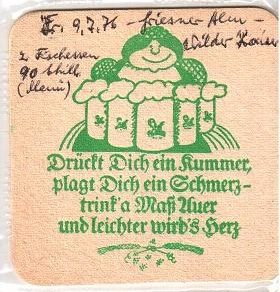 Fr. 9.7.76 - Griesner Alm -
Wilder Kaiser
2 Fischessen
90 Schill.
(Menü)
Drückt Dich ein Kummer,
plagt Dich ein Schmerz-
trink'a Maß Auer
und leichter wird's Herz